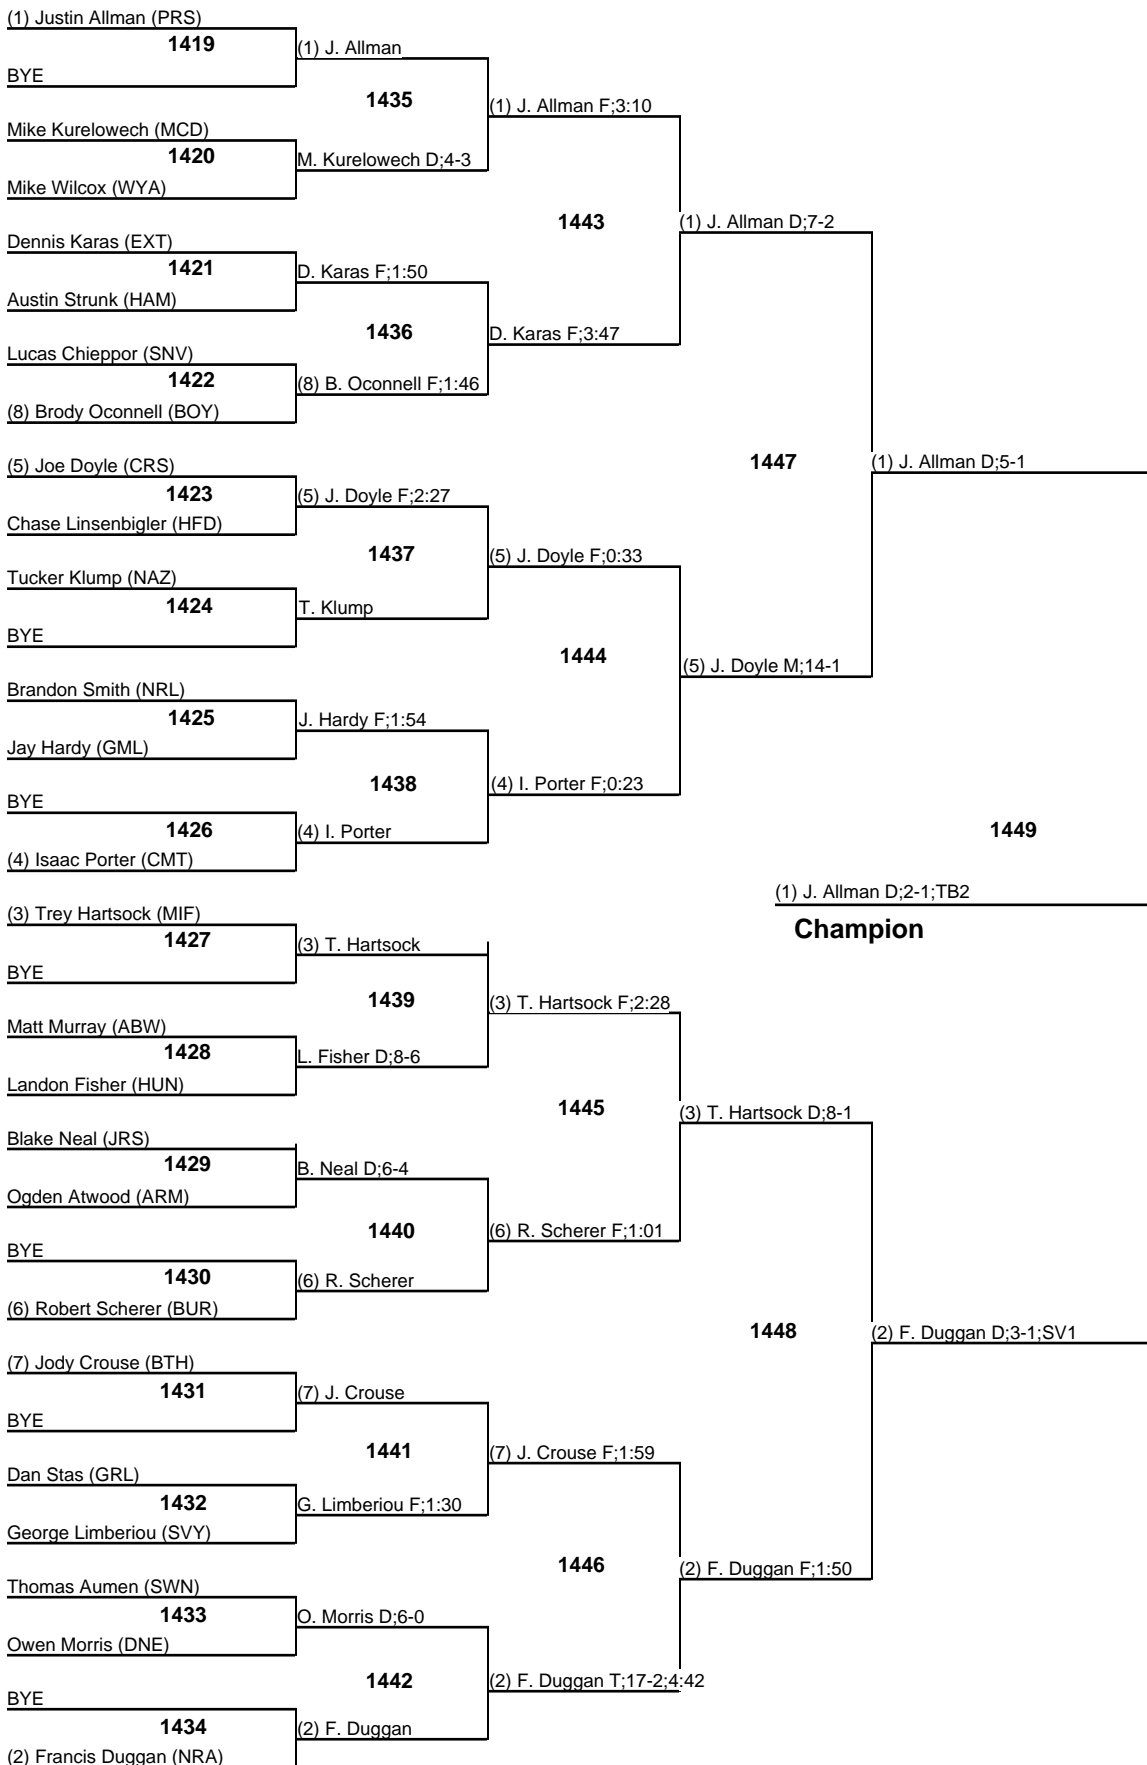 (1) Justin Allman (PRS)
1419
(1) J. Allman
BYE
1435
(1) J. Allman F;3:10
Mike Kurelowech (MCD)
1420
M. Kurelowech D;4-3
Mike Wilcox (WYA)
1443
(1) J. Allman D;7-2
Dennis Karas (EXT)
1421
D. Karas F;1:50
Austin Strunk (HAM)
1436
D. Karas F;3:47
Lucas Chieppor (SNV)
1422
(8) B. Oconnell F;1:46
(8) Brody Oconnell (BOY)
1447
(1) J. Allman D;5-1
(5) Joe Doyle (CRS)
1423
(5) J. Doyle F;2:27
Chase Linsenbigler (HFD)
1437
(5) J. Doyle F;0:33
Tucker Klump (NAZ)
1424
T. Klump
BYE
1444
(5) J. Doyle M;14-1
Brandon Smith (NRL)
1425
J. Hardy F;1:54
Jay Hardy (GML)
1438
(4) I. Porter F;0:23
BYE
1426
(4) I. Porter
(4) Isaac Porter (CMT)
1449
(1) J. Allman D;2-1;TB2
Champion
(3) Trey Hartsock (MIF)
1427
(3) T. Hartsock
BYE
1439
(3) T. Hartsock F;2:28
Matt Murray (ABW)
1428
L. Fisher D;8-6
Landon Fisher (HUN)
1445
(3) T. Hartsock D;8-1
Blake Neal (JRS)
1429
B. Neal D;6-4
Ogden Atwood (ARM)
1440
(6) R. Scherer F;1:01
BYE
1430
(6) R. Scherer
(6) Robert Scherer (BUR)
1448
(2) F. Duggan D;3-1;SV1
(7) Jody Crouse (BTH)
1431
(7) J. Crouse
BYE
1441
(7) J. Crouse F;1:59
Dan Stas (GRL)
1432
G. Limberiou F;1:30
George Limberiou (SVY)
1446
(2) F. Duggan F;1:50
Thomas Aumen (SWN)
1433
O. Morris D;6-0
Owen Morris (DNE)
1442
(2) F. Duggan T;17-2;4:42
BYE
1434
(2) F. Duggan
(2) Francis Duggan (NRA)